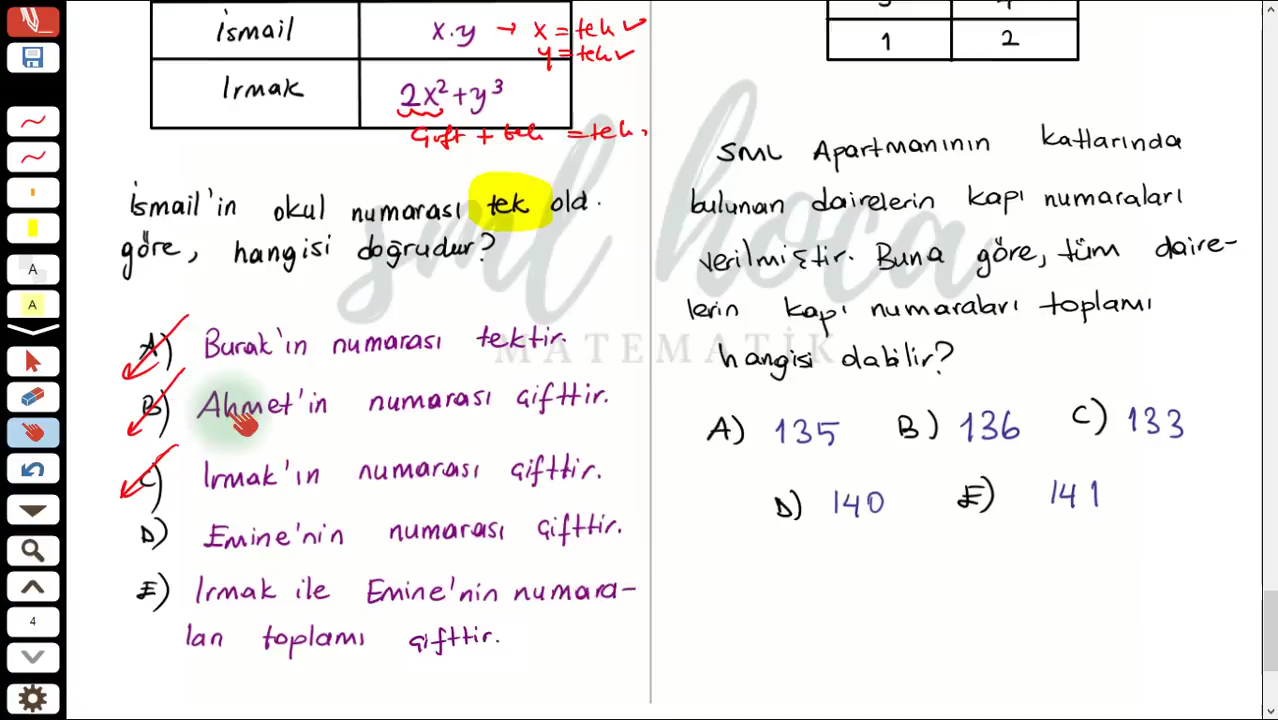 İsmail x.y → x = tek ✓
y = tek ✓
Irmak 2x²+y³
Çift + tek = tek,
İsmail'in okul numarası tek old.
göre, hangisi doğrudur?
A) Burak'ın numarası tektir.
B) Ahmet'in numarası çifttir.
C) Irmak'ın numarası çifttir.
D) Emine'nin numarası çifttir.
E) Irmak ile Emine'nin numara-
ları toplamı çifttir.
1 2
SML Apartmanının katlarında
bulunan dairelerin kapı numaraları
verilmiştir. Buna göre, tüm daire-
lerin kapı numaraları toplamı
hangisi olabilir?
A) 135 B) 136 C) 133
D) 140 E) 141
sml hoca
MATEMATİK
A
A
4